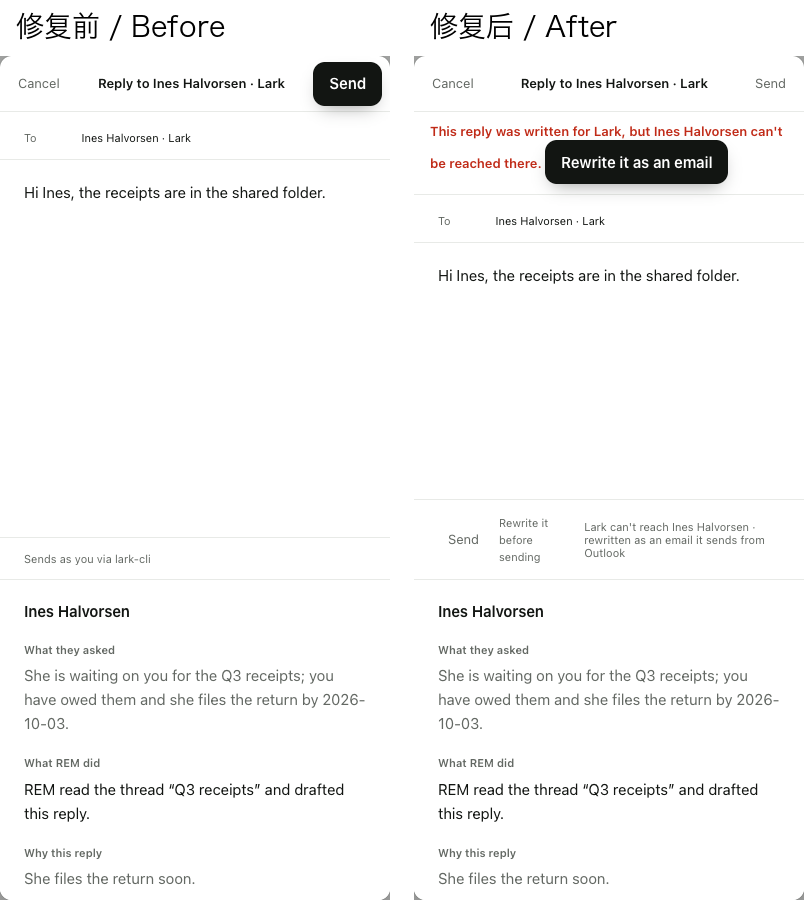 修复前 / Before
Cancel
Reply to Ines Halvorsen · Lark
Send
To
Ines Halvorsen · Lark
Hi Ines, the receipts are in the shared folder.
Sends as you via lark-cli
Ines Halvorsen
What they asked
She is waiting on you for the Q3 receipts; you
have owed them and she files the return by 2026-
10-03.
What REM did
REM read the thread “Q3 receipts” and drafted
this reply.
Why this reply
She files the return soon.
修复后 / After
Cancel
Reply to Ines Halvorsen · Lark
Send
This reply was written for Lark, but Ines Halvorsen can't
be reached there.
Rewrite it as an email
To
Ines Halvorsen · Lark
Hi Ines, the receipts are in the shared folder.
Send
Rewrite it
before
sending
Lark can't reach Ines Halvorsen ·
rewritten as an email it sends from
Outlook
Ines Halvorsen
What they asked
She is waiting on you for the Q3 receipts; you
have owed them and she files the return by 2026-
10-03.
What REM did
REM read the thread “Q3 receipts” and drafted
this reply.
Why this reply
She files the return soon.